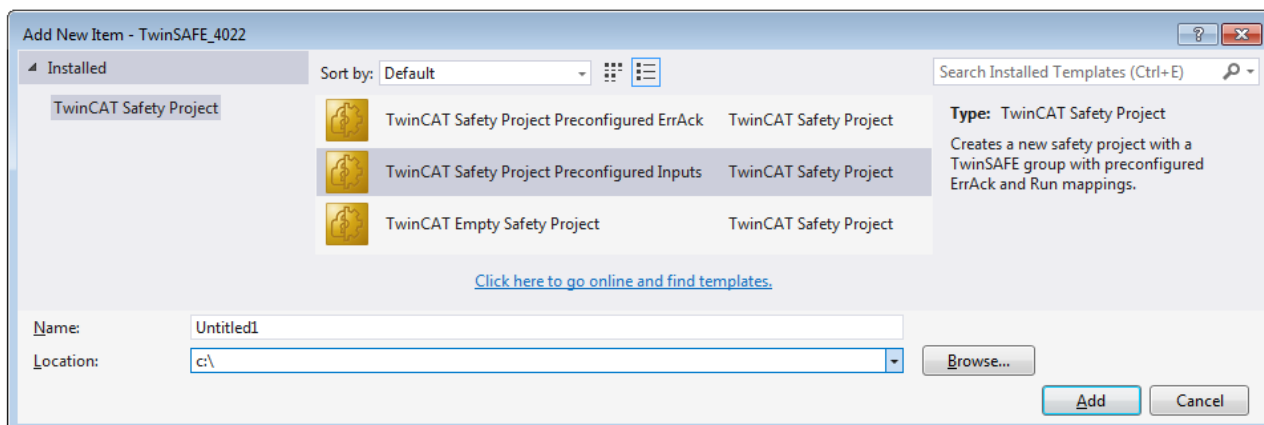 Add New Item - TwinSAFE_4022
Installed
TwinCAT Safety Project
Sort by: Default
Search Installed Templates (Ctrl+E)
TwinCAT Safety Project Preconfigured ErrAck TwinCAT Safety Project
TwinCAT Safety Project Preconfigured Inputs TwinCAT Safety Project
TwinCAT Empty Safety Project TwinCAT Safety Project
Click here to go online and find templates.
Type: TwinCAT Safety Project
Creates a new safety project with a
TwinSAFE group with preconfigured
ErrAck and Run mappings.
Name: Untitled1
Location: c:\
Browse...
Add Cancel